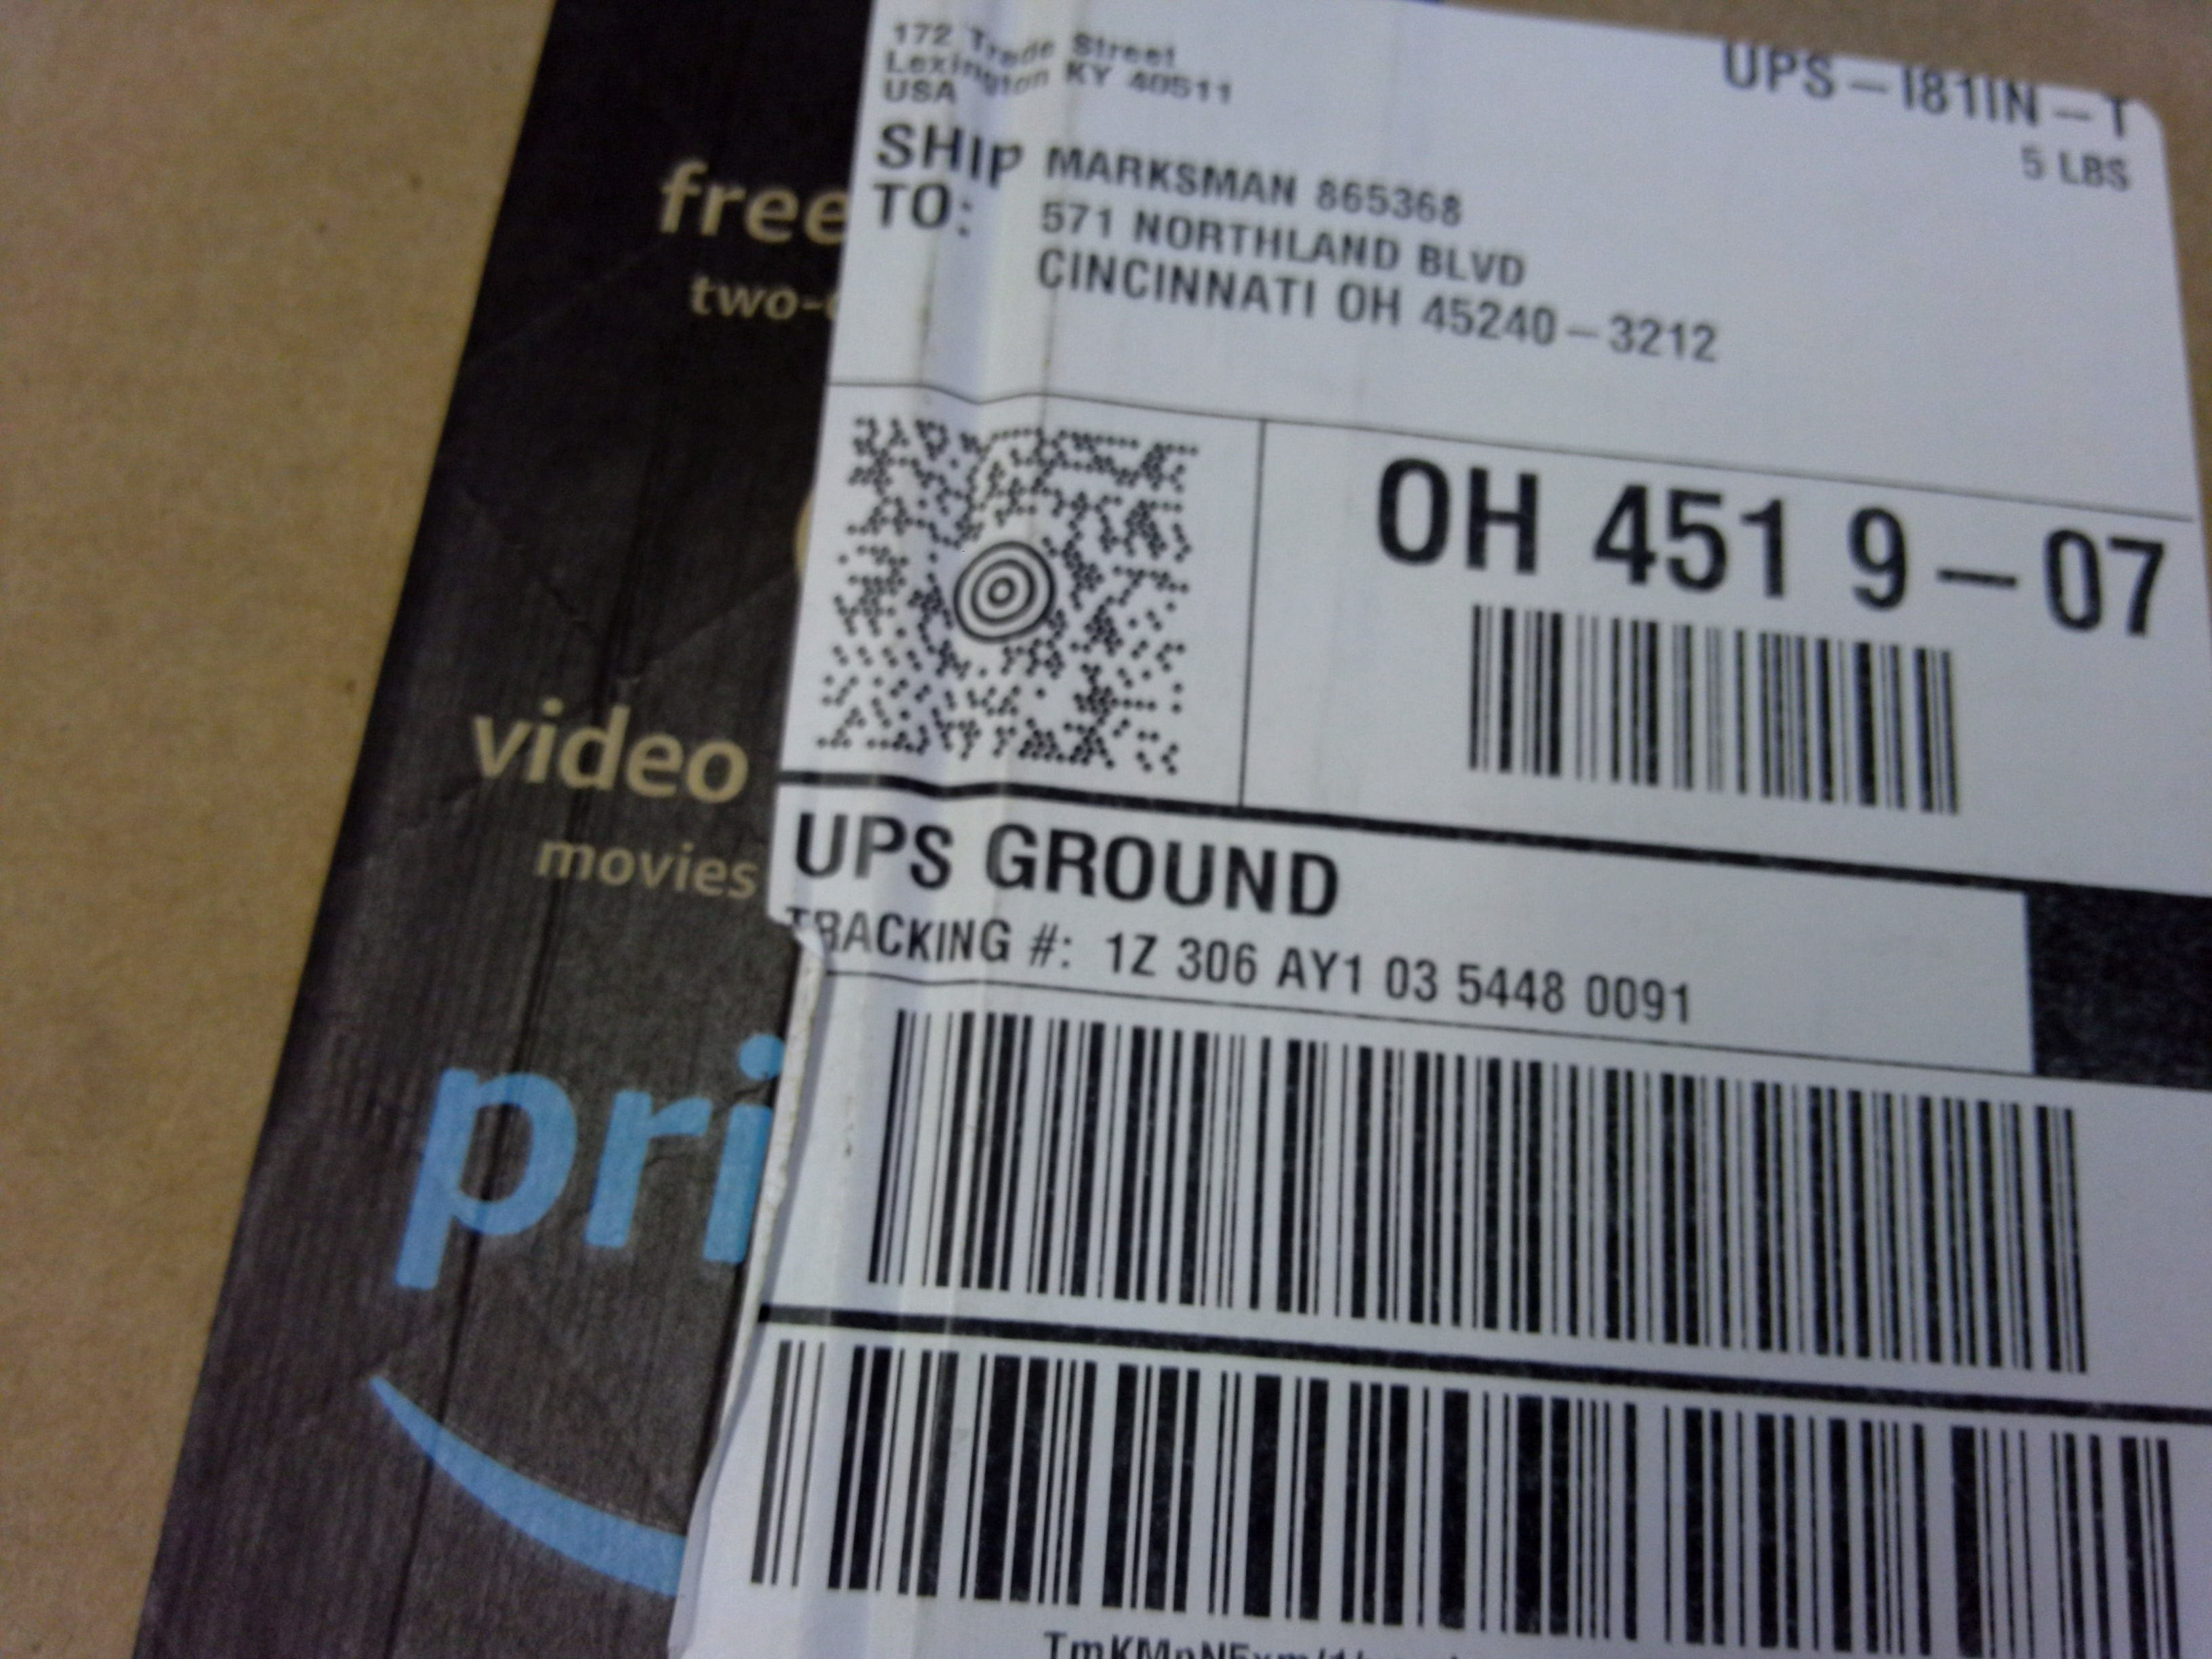 172 Trade Street
Lexington KY 40511
USA
UPS-I81IN-T
5 LBS
SHIP TO:
MARKSMAN 865368
571 NORTHLAND BLVD
CINCINNATI OH 45240-3212
OH 451 9-07
UPS GROUND
TRACKING #: 1Z 306 AY1 03 5448 0091
free
two-
video
movies
pri